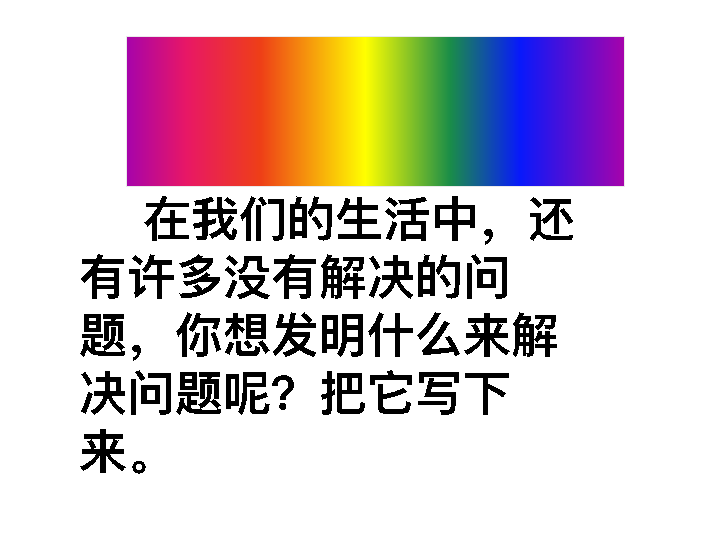 在我们的生活中，还
有许多没有解决的问
题，你想发明什么来解
决问题呢？把它写下
来。